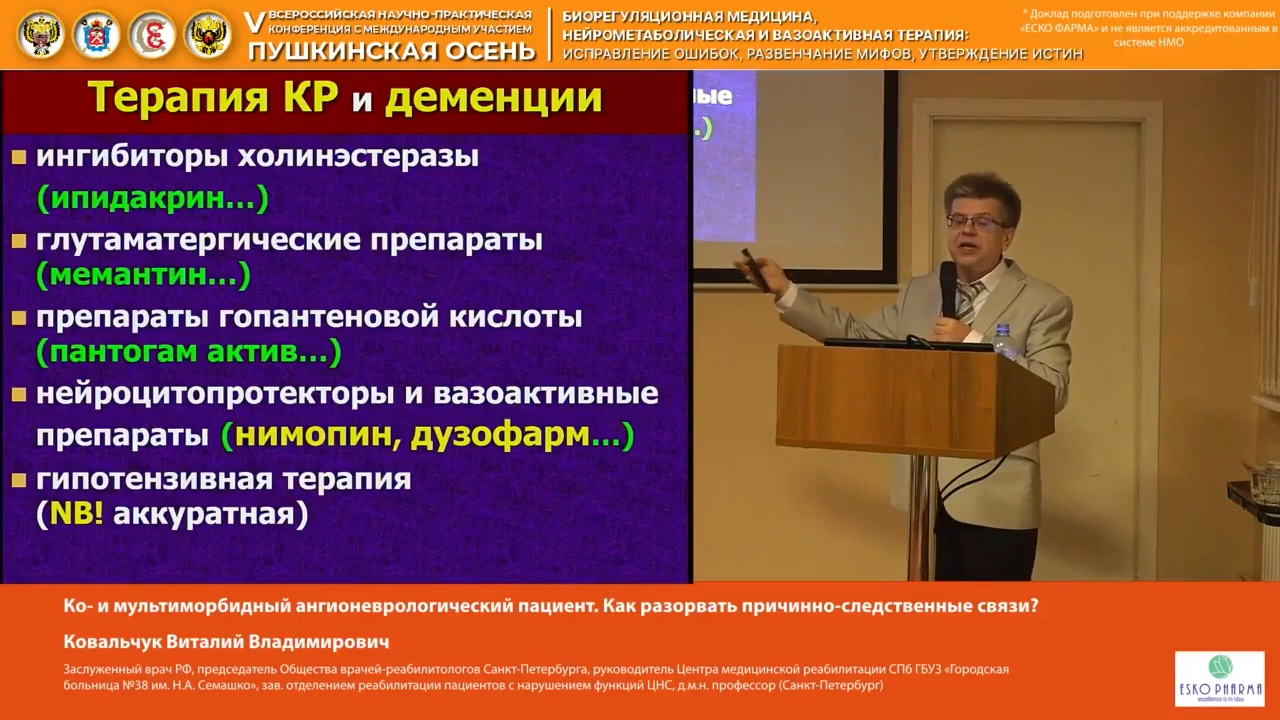 V ВСЕРОССИЙСКАЯ НАУЧНО-ПРАКТИЧЕСКАЯ
КОНФЕРЕНЦИЯ С МЕЖДУНАРОДНЫМ УЧАСТИЕМ
ПУШКИНСКАЯ ОСЕНЬ
БИОРЕГУЛЯЦИОННАЯ МЕДИЦИНА,
НЕЙРОМЕТАБОЛИЧЕСКАЯ И ВАЗОАКТИВНАЯ ТЕРАПИЯ:
ИСПРАВЛЕНИЕ ОШИБОК, РАЗВЕНЧАНИЕ МИФОВ, УТВЕРЖДЕНИЕ ИСТИН
* Доклад подготовлен при поддержке компании
«ЕСКО ФАРМА» и не является аккредитованным в
системе НМО
Терапия КР и деменции
ингибиторы холинэстеразы
(ипидакрин...)
глутаматергические препараты
(мемантин...)
препараты гопантеновой кислоты
(пантогам актив...)
нейроцитопротекторы и вазоактивные
препараты (нимопин, дузофарм...)
гипотензивная терапия
(NB! аккуратная)
ные
.)
Ко- и мультиморбидный ангионеврологический пациент. Как разорвать причинно-следственные связи?
Ковальчук Виталий Владимирович
Заслуженный врач РФ, председатель Общества врачей-реабилитологов Санкт-Петербурга, руководитель Центра медицинской реабилитации СПб ГБУЗ «Городская
больница №38 им. Н.А. Семашко», зав. отделением реабилитации пациентов с нарушением функций ЦНС, д.м.н. профессор (Санкт-Петербург)
ESKO PHARMA
excellence is in idea